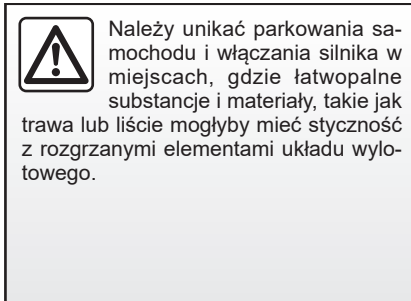 Należy unikać parkowania sa-
mochodu i włączania silnika w
miejscach, gdzie łatwopalne
substancje i materiały, takie jak
trawa lub liście mogłyby mieć styczność
z rozgrzanymi elementami układu wylo-
towego.